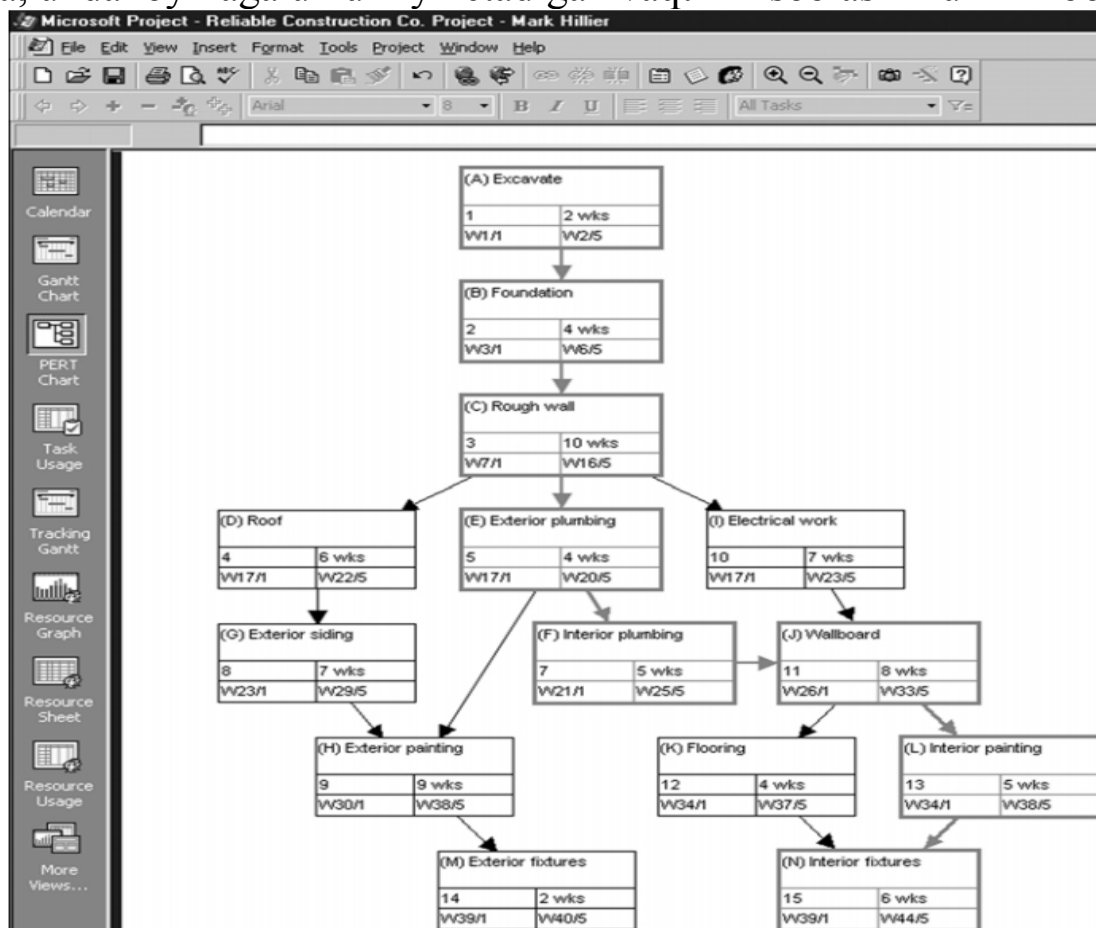 Microsoft Project - Reliable Construction Co. Project - Mark Hillier
File Edit View Insert Format Tools Project Window Help
Arial 8 B I U All Tasks
Calendar
Gantt
Chart
PERT
Chart
Task
Usage
Tracking
Gantt
Resource
Graph
Resource
Sheet
Resource
Usage
More
Views...
(A) Excavate
1 2 wks
W1/1 W2/5
(B) Foundation
2 4 wks
W3/1 W6/5
(C) Rough wall
3 10 wks
W7/1 W16/5
(D) Roof
4 6 wks
W17/1 W22/5
(E) Exterior plumbing
5 4 wks
W17/1 W20/5
(I) Electrical work
10 7 wks
W17/1 W23/5
(G) Exterior siding
8 7 wks
W23/1 W29/5
(F) Interior plumbing
7 5 wks
W21/1 W25/5
(J) Wallboard
11 8 wks
W26/1 W33/5
(H) Exterior painting
9 9 wks
W30/1 W38/5
(K) Flooring
12 4 wks
W34/1 W37/5
(L) Interior painting
13 5 wks
W34/1 W38/5
(M) Exterior fixtures
14 2 wks
W39/1 W40/5
(N) Interior fixtures
15 6 wks
W39/1 W44/5